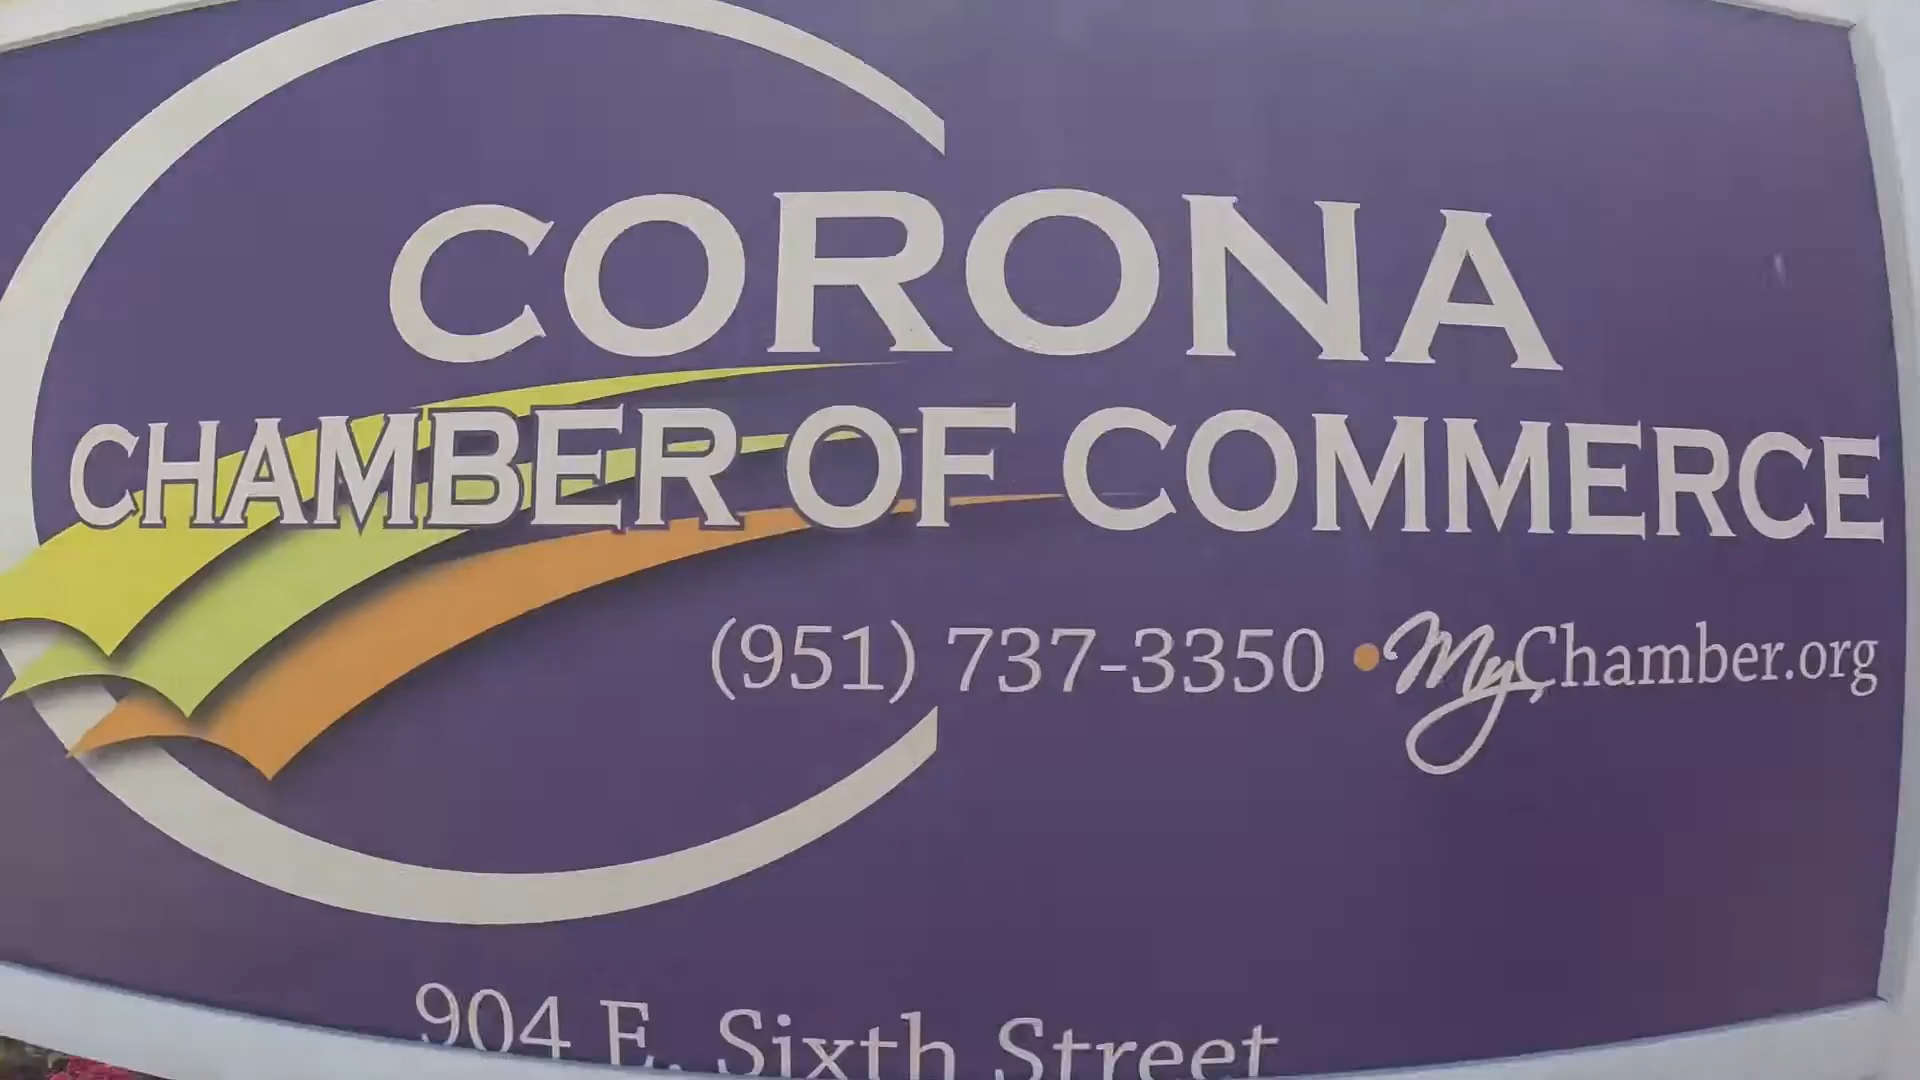 CORONA
CHAMBER OF COMMERCE
(951) 737-3350 • MyChamber.org
904 E. Sixth Street